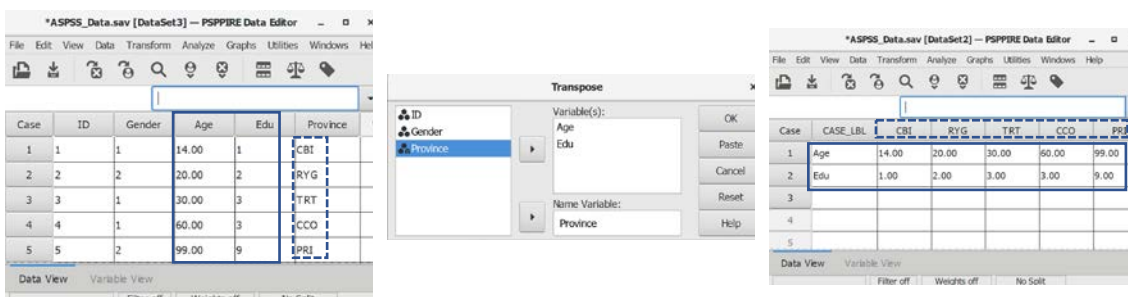 *ASPSS_Data.sav [DataSet3] — PSPPIRE Data Editor
File Edit View Data Transform Analyze Graphs Utilities Windows Hel
Case ID Gender Age Edu Province
1 1 1 14.00 1 CBI
2 2 2 20.00 2 RYG
3 3 1 30.00 3 TRT
4 4 1 60.00 3 CCO
5 5 2 99.00 9 PRI
Data View Variable View
Transpose
ID
Gender
Province
Variable(s):
Age
Edu
Name Variable:
Province
OK
Paste
Cancel
Reset
Help
*ASPSS_Data.sav [DataSet2] — PSPPIRE Data Editor
File Edit View Data Transform Analyze Graphs Utilities Windows Help
Case CASE_LBL CBI RYG TRT CCO PRI
1 Age 14.00 20.00 30.00 60.00 99.00
2 Edu 1.00 2.00 3.00 3.00 9.00
3
4
5
Data View Variable View
Filter off Weights off No Split